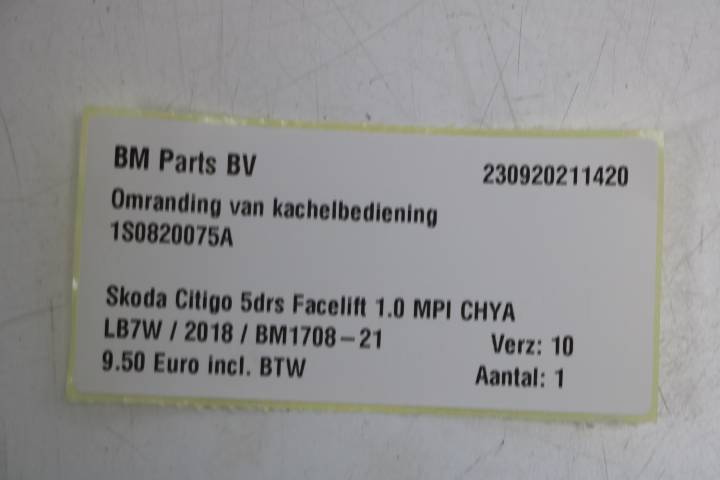 BM Parts BV 230920211420
Omranding van kachelbediening
1S0820075A
Skoda Citigo 5drs Facelift 1.0 MPI CHYA
LB7W / 2018 / BM1708-21 Verz: 10
9.50 Euro incl. BTW Aantal: 1